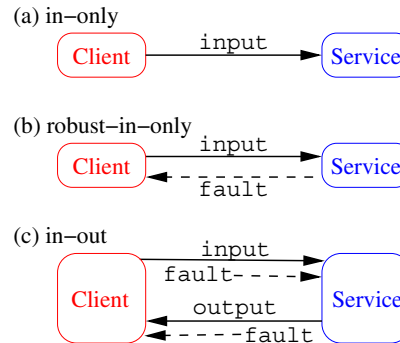 (a) in−only
Client input Service
(b) robust−in−only
Client input Service
fault
(c) in−out
input
fault
Client Service
output
fault